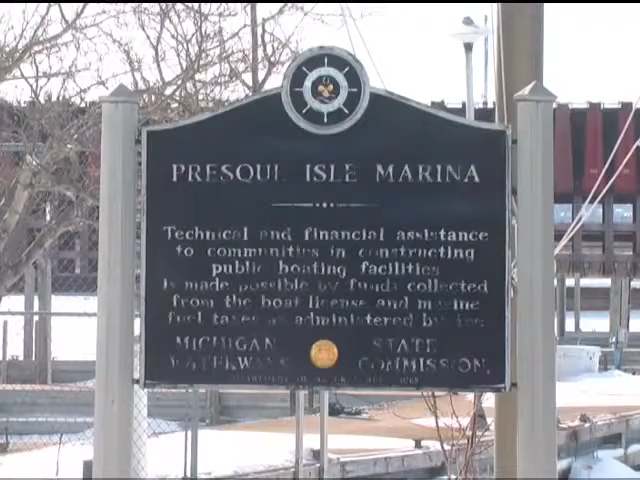 PRESQUE ISLE MARINA
Technical and financial assistance
to communities in constructing
public boating facilities
is made possible by funds collected
from the boat license and marine
fuel taxes as administered by the
MICHIGAN STATE
WATERWAYS COMMISSION